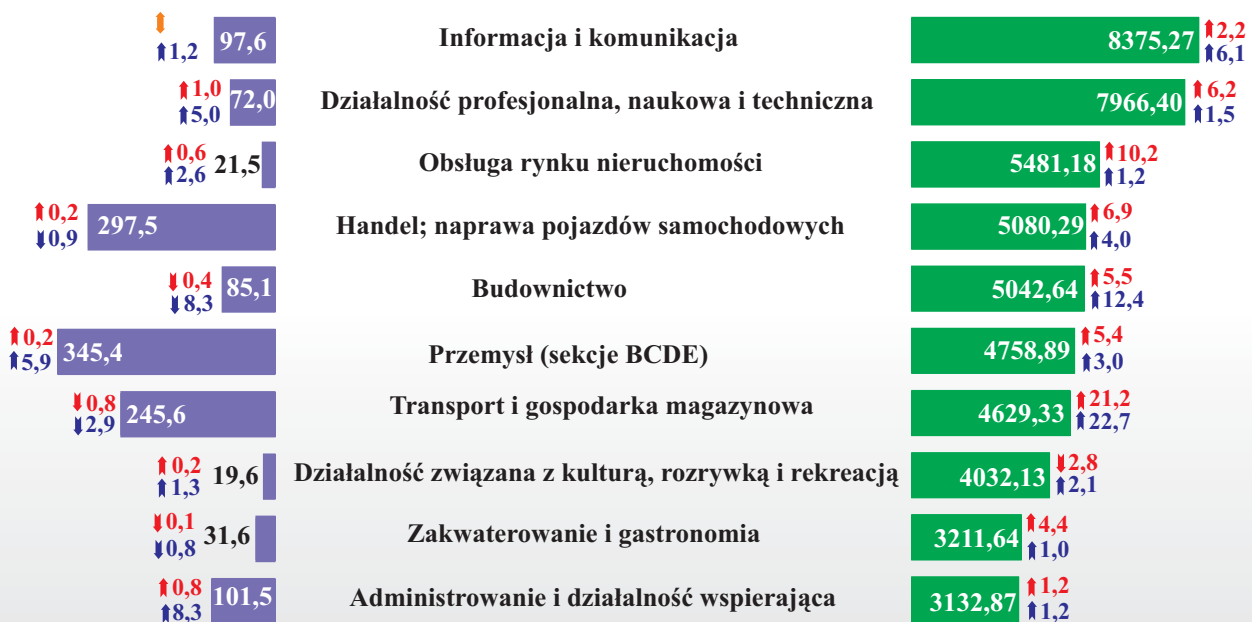 97,6 Informacja i komunikacja 8375,27 2,2
1,2 6,1
1,0 72,0 Działalność profesjonalna, naukowa i techniczna 7966,40 6,2
5,0 1,5
0,6 21,5 Obsługa rynku nieruchomości 5481,18 10,2
2,6 1,2
0,2 297,5 Handel; naprawa pojazdów samochodowych 5080,29 6,9
0,9 4,0
0,4 85,1 Budownictwo 5042,64 5,5
8,3 12,4
0,2 345,4 Przemysł (sekcje BCDE) 4758,89 5,4
5,9 3,0
0,8 245,6 Transport i gospodarka magazynowa 4629,33 21,2
2,9 22,7
0,2 19,6 Działalność związana z kulturą, rozrywką i rekreacją 4032,13 2,8
1,3 2,1
0,1 31,6 Zakwaterowanie i gastronomia 3211,64 4,4
0,8 1,0
0,8 101,5 Administrowanie i działalność wspierająca 3132,87 1,2
8,3 1,2